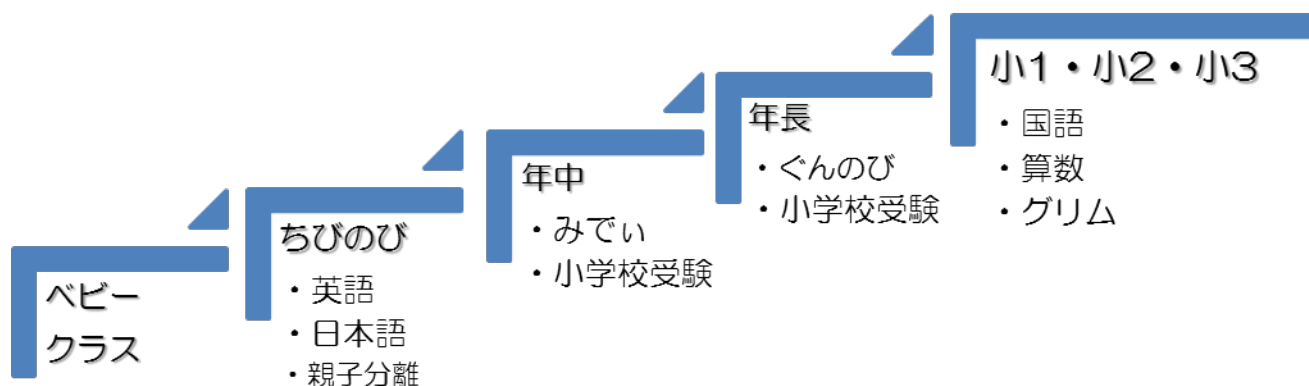 ベビー
クラス
ちびのび
・英語
・日本語
・親子分離
年中
・みでぃ
・小学校受験
年長
・ぐんのび
・小学校受験
小1・小2・小3
・国語
・算数
・グリム